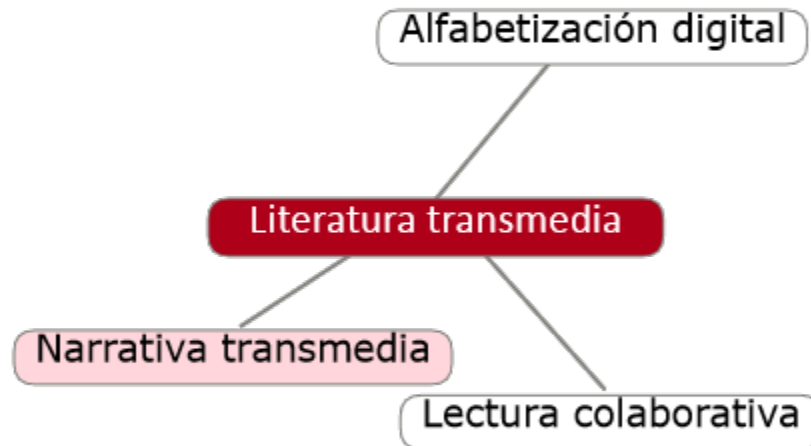 Alfabetización digital
Literatura transmedia
Narrativa transmedia
Lectura colaborativa